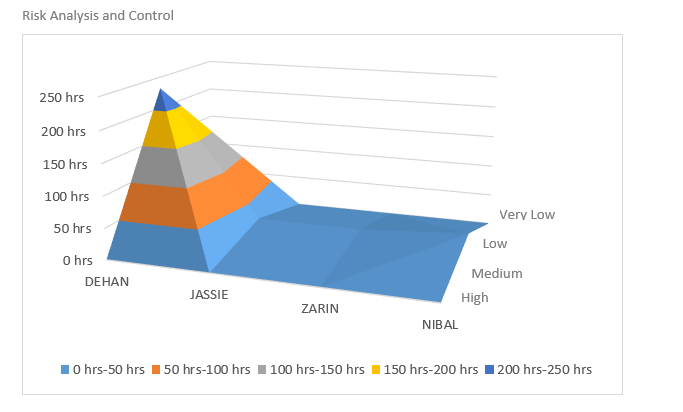 Risk Analysis and Control
250 hrs
200 hrs
150 hrs
100 hrs
50 hrs
0 hrs
DEHAN
JASSIE
ZARIN
NIBAL
Very Low
Low
Medium
High
0 hrs-50 hrs 50 hrs-100 hrs 100 hrs-150 hrs 150 hrs-200 hrs 200 hrs-250 hrs